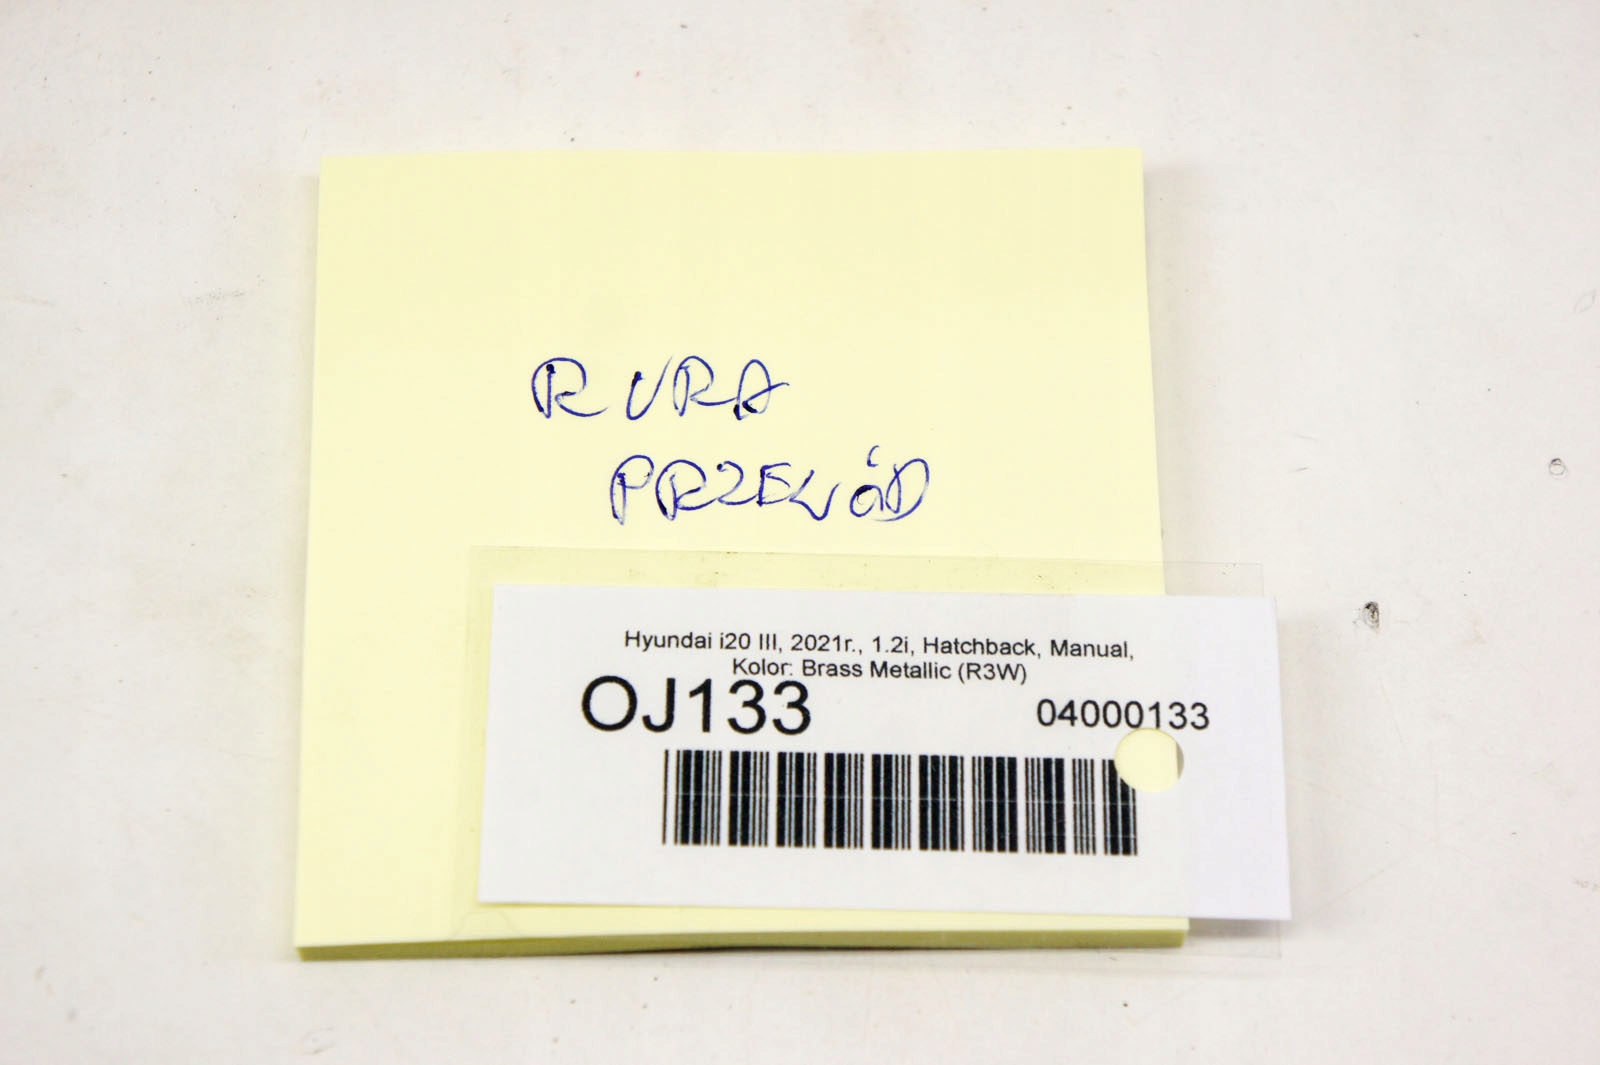 RURA
PRZEWÓD
Hyundai i20 III, 2021r., 1.2i, Hatchback, Manual,
Kolor: Brass Metallic (R3W)
OJ133 04000133